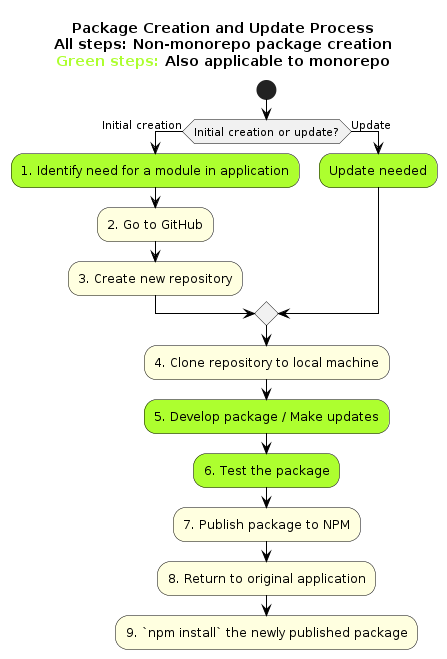 Package Creation and Update Process
All steps: Non-monorepo package creation
Green steps: Also applicable to monorepo
Initial creation
Initial creation or update?
Update
1. Identify need for a module in application
Update needed
2. Go to GitHub
3. Create new repository
4. Clone repository to local machine
5. Develop package / Make updates
6. Test the package
7. Publish package to NPM
8. Return to original application
9. `npm install` the newly published package